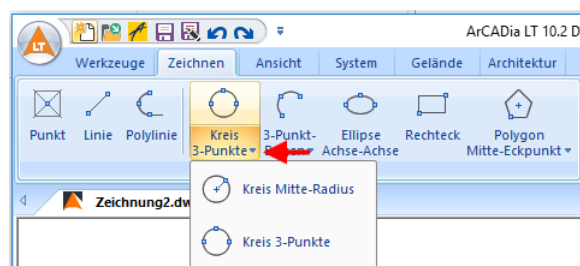 ArCADia LT 10.2 D
LT
Werkzeuge Zeichnen Ansicht System Gelände Architektur
Punkt Linie Polylinie Kreis 3-Punkt- Ellipse Rechteck Polygon
3-Punkte Achse-Achse Mitte-Eckpunkt
Zeichnung2.dw
Kreis Mitte-Radius
Kreis 3-Punkte